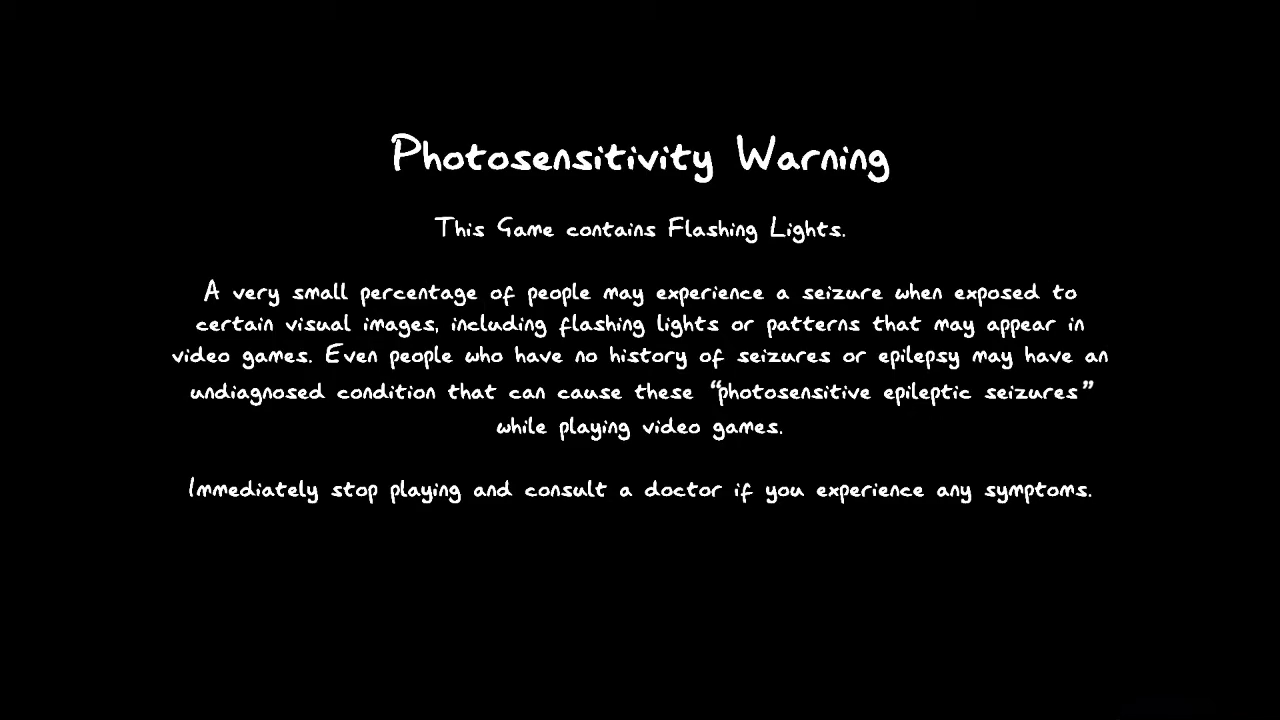 Photosensitivity Warning
This Game contains Flashing Lights.
A very small percentage of people may experience a seizure when exposed to
certain visual images, including flashing lights or patterns that may appear in
video games. Even people who have no history of seizures or epilepsy may have an
undiagnosed condition that can cause these “photosensitive epileptic seizures”
while playing video games.
Immediately stop playing and consult a doctor if you experience any symptoms.